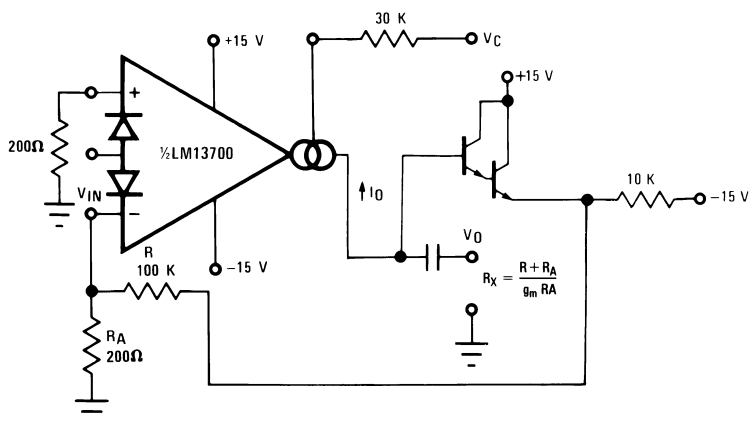 30 K
VC
+15 V
+15 V
+
200Ω
½LM13700
VIN
−
IO
10 K
−15 V
VO
R
100 K
−15 V
RX = R + RA / gm RA
RA
200Ω